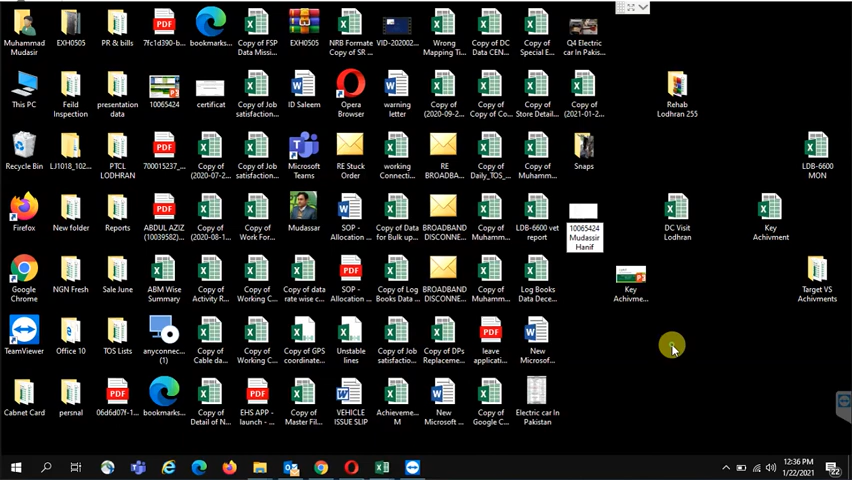 Muhammad
Mudasir
EXH0505
PR & bills
7fc1d390-b...
bookmarks...
Copy of FSP
Data Missi...
EXH0505
NRB Formate
Copy of SR ...
VID-202002...
Wrong
Mapping Ti...
Copy of DC
Data CEN...
Copy of
Special E...
Q4 Electric
car In Pakis...
This PC
Feild
Inspection
presentation
data
10065424
certificat
Copy of Job
satisfaction...
ID Saleem
Opera
Browser
warning
letter
Copy of
(2020-09-2...
Copy of
Copy of Co...
Copy of
Store Detail...
Copy of
(2021-01-2...
Rehab
Lodhran 255
Recycle Bin
LJ1018_102...
PTCL
LODHRAN
700015237_...
Copy of
(2020-07-2...
Copy of Job
satisfaction...
Microsoft
Teams
RE Stuck
Order
working
Connecti...
RE
BROADBA...
Copy of
Daily_TOS_...
Copy of
Muhamm...
Snaps
LDB-6600
MON
Firefox
New folder
Reports
ABDUL AZIZ
(10039582)...
Copy of
(2020-08-1...
Copy of
Work For...
Mudassar
SOP -
Allocation ...
Copy of Data
for Bulk up...
BROADBAND
DISCONNE...
Copy of
Muhamm...
LDB-6600 vet
report
10065424
Mudassir
Hanif
DC Visit
Lodhran
Key
Achivment
Google
Chrome
NGN Fresh
Sale June
ABM Wise
Summary
Copy of
Activity R...
Copy of
Working C...
Copy of data
rate wise c...
SOP -
Allocation ...
Copy of Log
Books Data ...
BROADBAND
DISCONNE...
Copy of
Muhamm...
Log Books
Data Dece...
Key
Achivme...
Target VS
Achivments
TeamViewer
Office 10
TOS Lists
anyconnec...
(1)
Copy of
Cable da...
Copy of
Working C...
Copy of GPS
coordinate...
Unstable
lines
Copy of Job
satisfactio...
Copy of DPs
Replaceme...
leave
applicati...
New
Microsof...
Cabnet Card
persnal
06d6d07f-1...
bookmarks...
Copy of
Detail of N...
EHS APP -
launch - ...
Copy of
Master Fil...
VEHICLE
ISSUE SLIP
Achieveme...
M
New
Microsoft ...
Copy of
Google C...
Electric car In
Pakistan
12:36 PM
1/22/2021